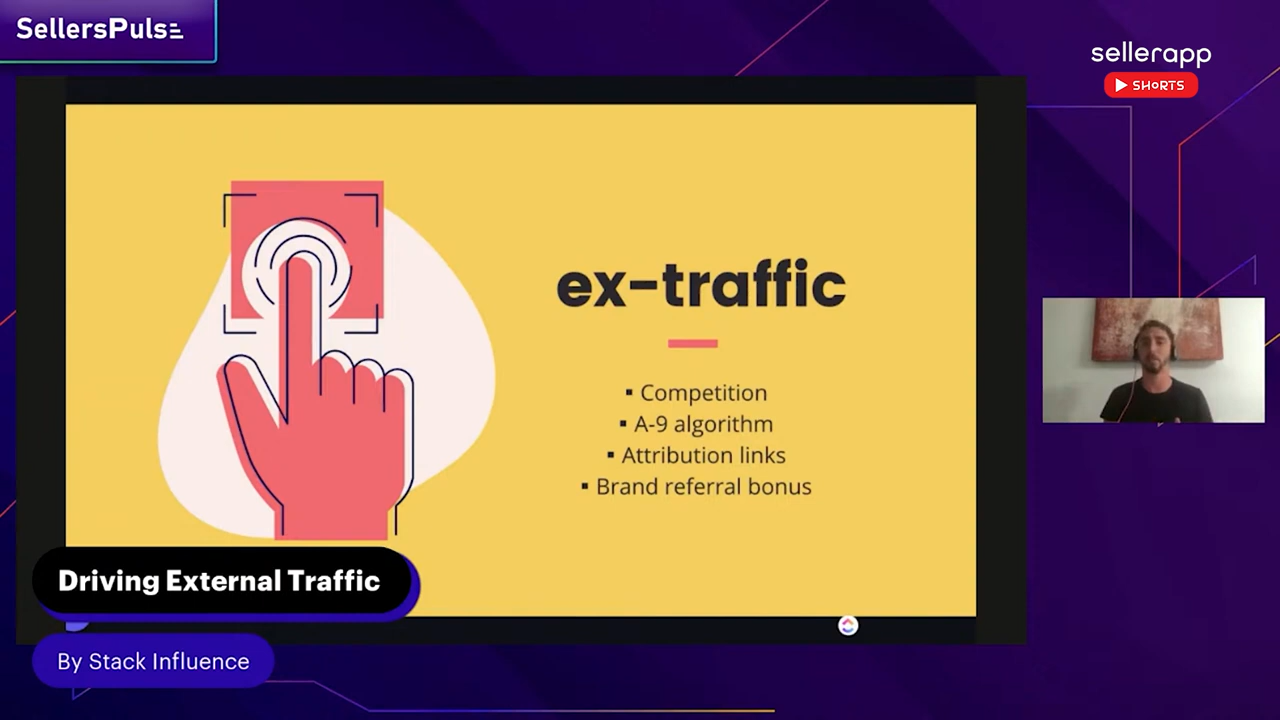 SellersPulse
sellerapp
SHORTS
ex-traffic
▪ Competition
▪ A-9 algorithm
▪ Attribution links
▪ Brand referral bonus
Driving External Traffic
By Stack Influence